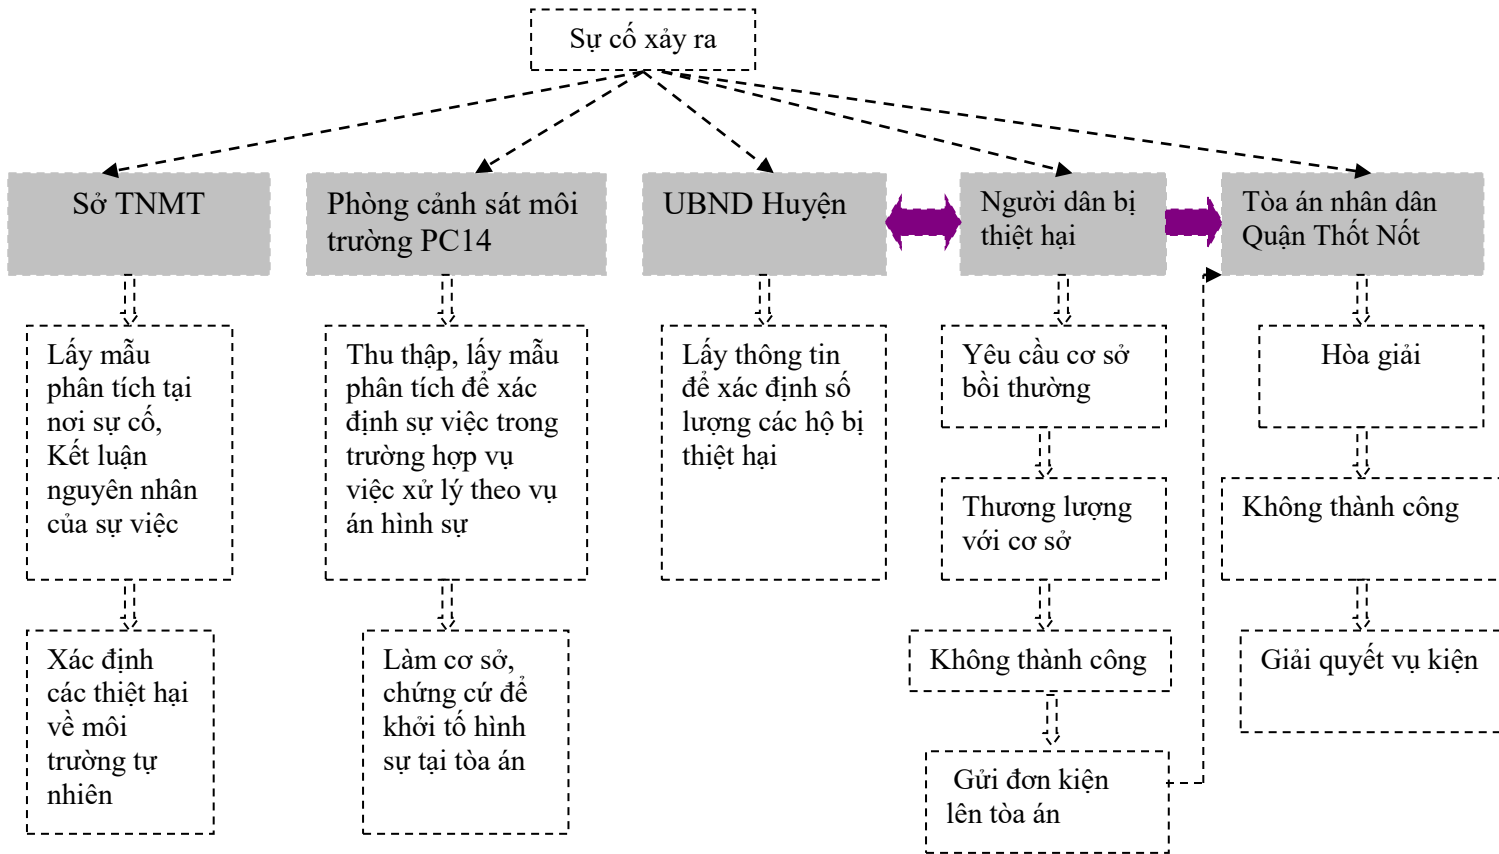 Sự cố xảy ra
Sở TNMT
Phòng cảnh sát môi
trường PC14
UBND Huyện
Người dân bị
thiệt hại
Tòa án nhân dân
Quận Thốt Nốt
Lấy mẫu
phân tích tại
nơi sự cố,
Kết luận
nguyên nhân
của sự việc
Thu thập, lấy mẫu
phân tích để xác
định sự việc trong
trường hợp vụ
việc xử lý theo vụ
án hình sự
Lấy thông tin
để xác định số
lượng các hộ bị
thiệt hại
Yêu cầu cơ sở
bồi thường
Hòa giải
Thương lượng
với cơ sở
Không thành công
Xác định
các thiệt hại
về môi
trường tự
nhiên
Làm cơ sở,
chứng cứ để
khởi tố hình
sự tại tòa án
Không thành công
Giải quyết vụ kiện
Gửi đơn kiện
lên tòa án